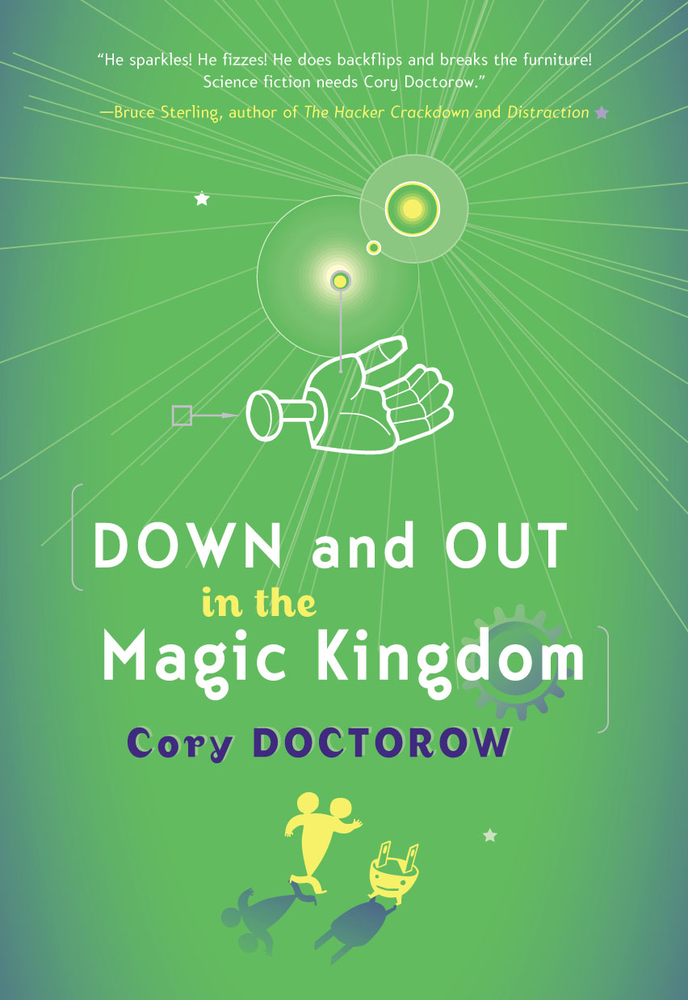 “He sparkles! He fizzes! He does backflips and breaks the furniture!
Science fiction needs Cory Doctorow.”
—Bruce Sterling, author of The Hacker Crackdown and Distraction
DOWN and OUT
in the
Magic Kingdom
Cory DOCTOROW